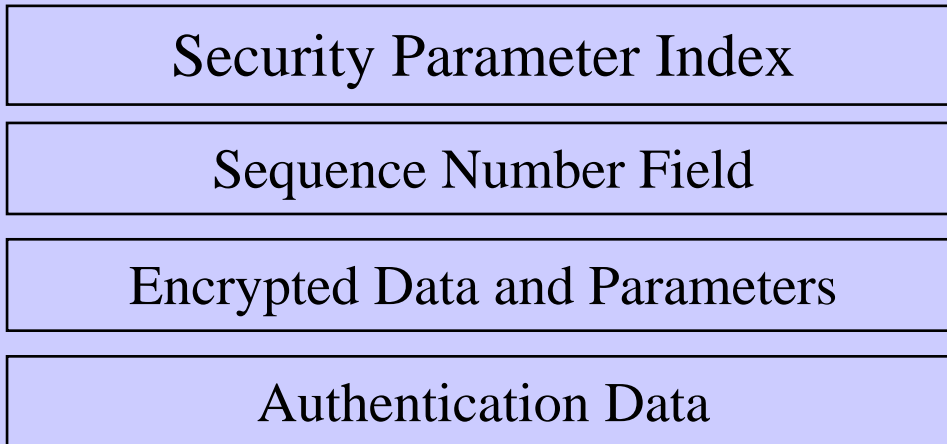 Security Parameter Index
Sequence Number Field
Encrypted Data and Parameters
Authentication Data